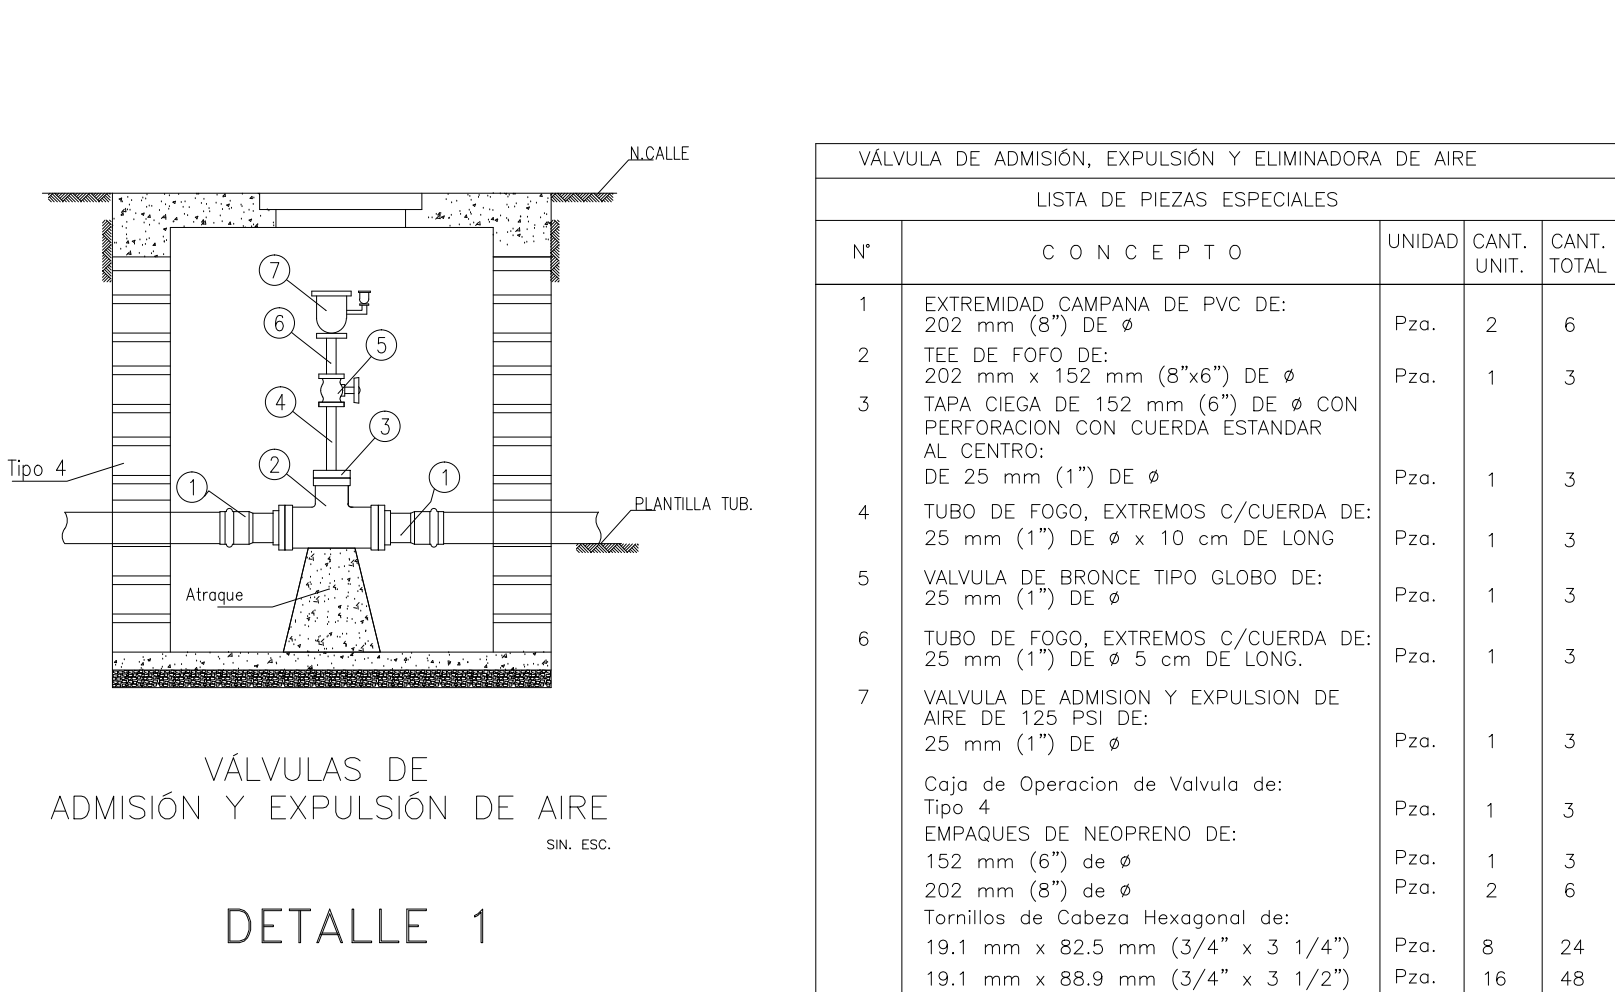 N.CALLE
7
6
5
4
3
Tipo 4
2
1
1
PLANTILLA TUB.
Atraque
VÁLVULAS DE
ADMISIÓN Y EXPULSIÓN DE AIRE
SIN. ESC.
DETALLE 1
VÁLVULA DE ADMISIÓN, EXPULSIÓN Y ELIMINADORA DE AIRE
LISTA DE PIEZAS ESPECIALES
N° CONCEPTO UNIDAD CANT. UNIT. CANT. TOTAL
1 EXTREMIDAD CAMPANA DE PVC DE:
202 mm (8") DE Ø Pza. 2 6
2 TEE DE FOFO DE:
202 mm x 152 mm (8"x6") DE Ø Pza. 1 3
3 TAPA CIEGA DE 152 mm (6") DE Ø CON
PERFORACION CON CUERDA ESTANDAR
AL CENTRO:
DE 25 mm (1") DE Ø Pza. 1 3
4 TUBO DE FOGO, EXTREMOS C/CUERDA DE:
25 mm (1") DE Ø x 10 cm DE LONG Pza. 1 3
5 VALVULA DE BRONCE TIPO GLOBO DE:
25 mm (1") DE Ø Pza. 1 3
6 TUBO DE FOGO, EXTREMOS C/CUERDA DE:
25 mm (1") DE Ø 5 cm DE LONG. Pza. 1 3
7 VALVULA DE ADMISION Y EXPULSION DE
AIRE DE 125 PSI DE:
25 mm (1") DE Ø Pza. 1 3
Caja de Operacion de Valvula de:
Tipo 4 Pza. 1 3
EMPAQUES DE NEOPRENO DE:
152 mm (6") de Ø Pza. 1 3
202 mm (8") de Ø Pza. 2 6
Tornillos de Cabeza Hexagonal de:
19.1 mm x 82.5 mm (3/4" x 3 1/4") Pza. 8 24
19.1 mm x 88.9 mm (3/4" x 3 1/2") Pza. 16 48